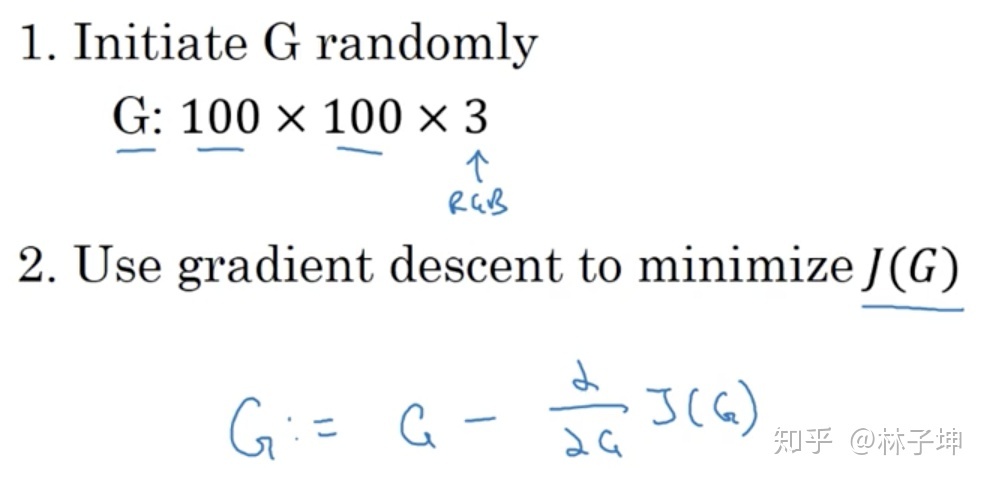 1. Initiate G randomly
G: 100 × 100 × 3
↑
RGB
2. Use gradient descent to minimize J(G)
G := G - ∂/∂G J(G)
知乎 @林子坤